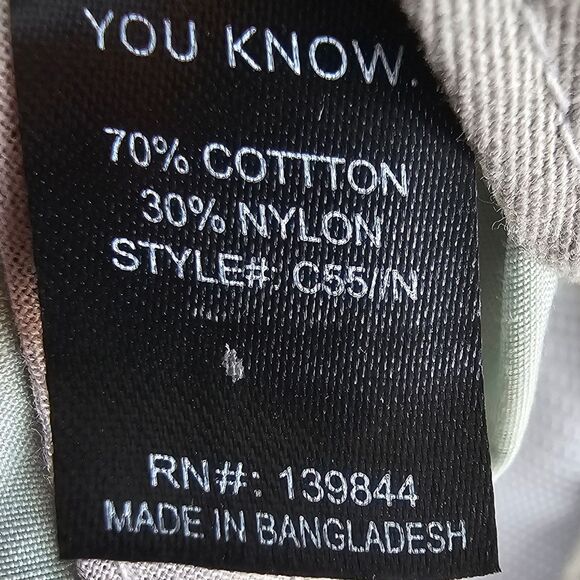 YOU KNOW.
70% COTTTON
30% NYLON
STYLE#: C55//N
RN#: 139844
MADE IN BANGLADESH